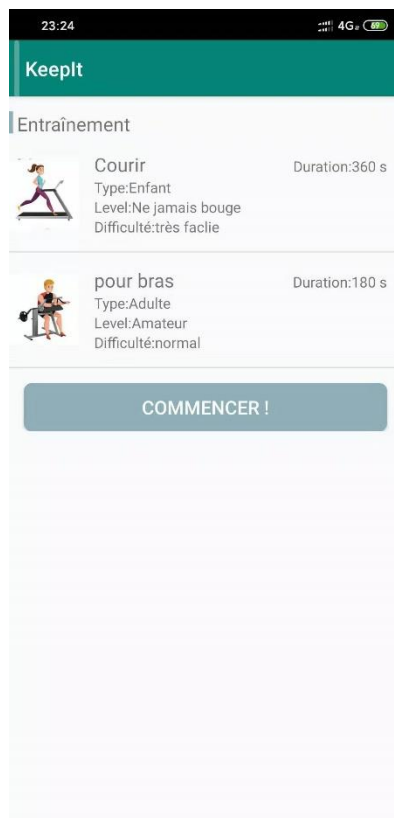 23:24
4G 69
KeepIt
Entraînement
Courir
Duration:360 s
Type:Enfant
Level:Ne jamais bouge
Difficulté:très faclie
pour bras
Duration:180 s
Type:Adulte
Level:Amateur
Difficulté:normal
COMMENCER !